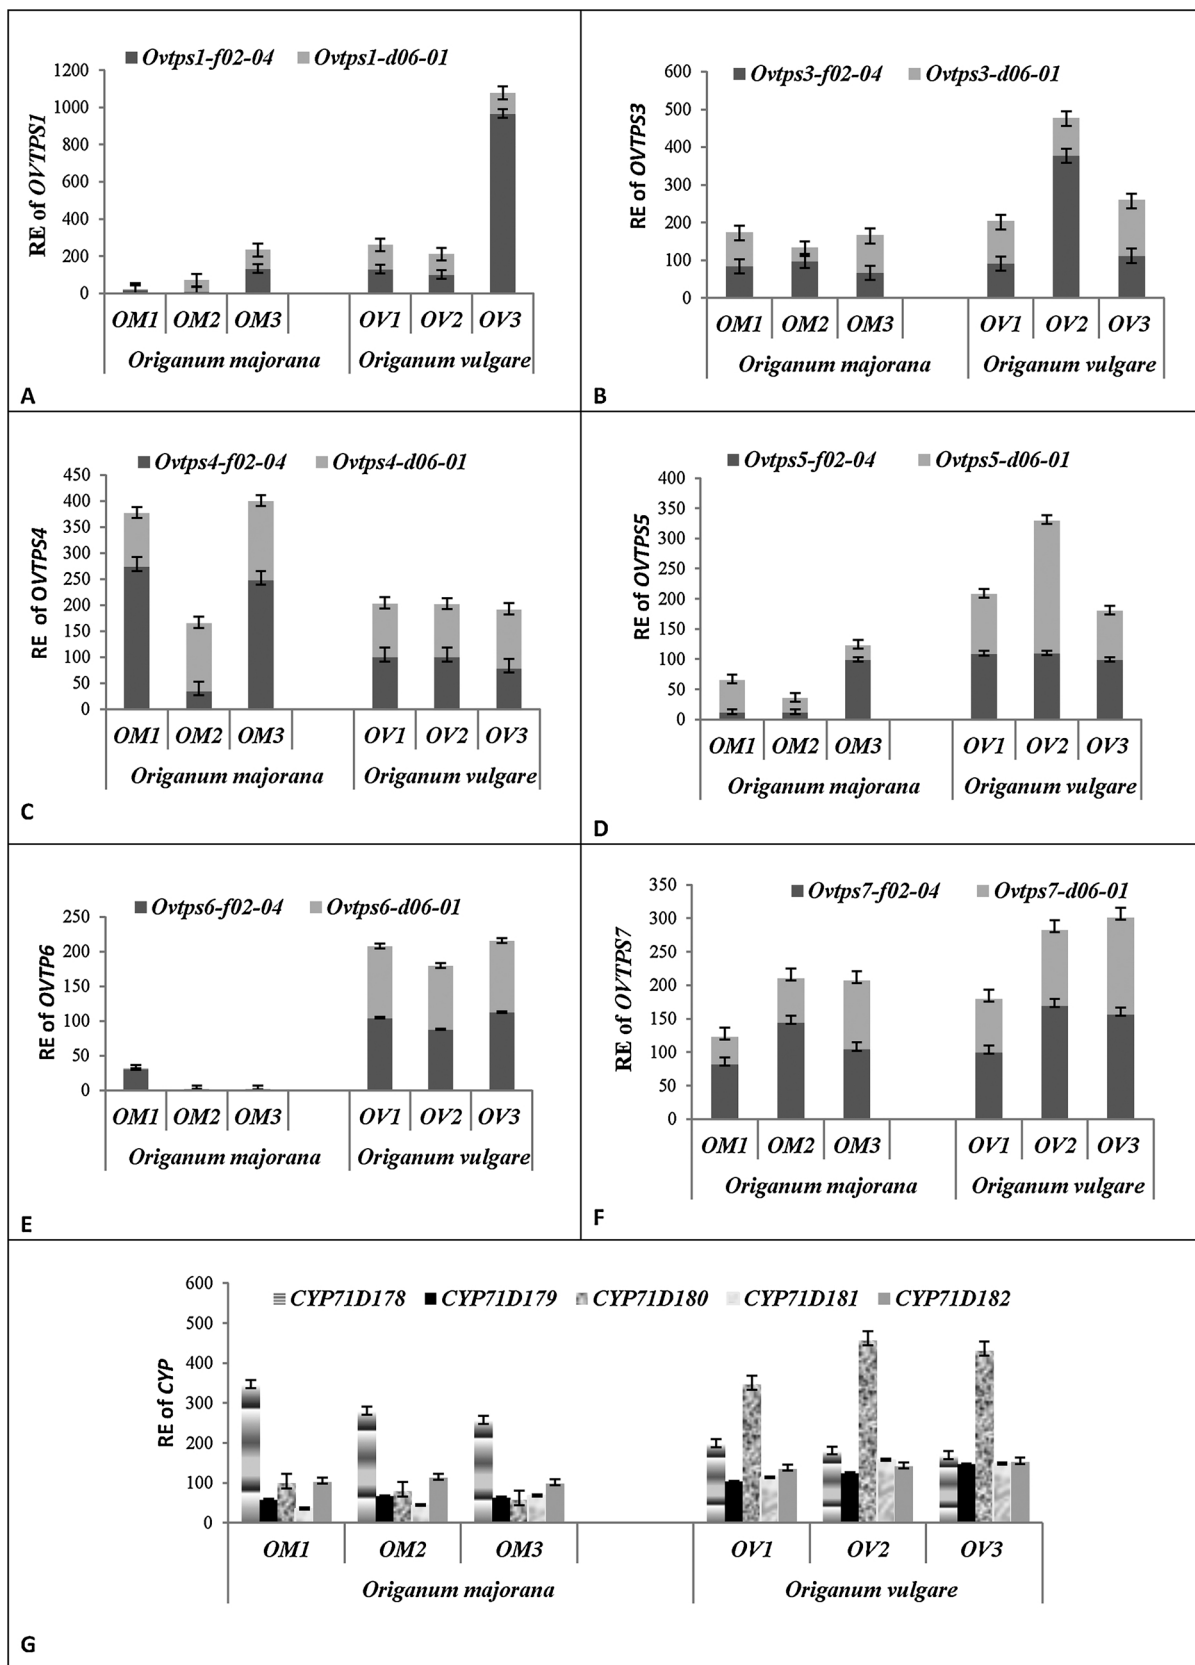 Ovtps1-f02-04 Ovtps1-d06-01
RE of OVTPS1
1200
1000
800
600
400
200
0
OM1 OM2 OM3 OV1 OV2 OV3
Origanum majorana Origanum vulgare
A
Ovtps3-f02-04 Ovtps3-d06-01
RE of OVTPS3
600
500
400
300
200
100
0
OM1 OM2 OM3 OV1 OV2 OV3
Origanum majorana Origanum vulgare
B
Ovtps4-f02-04 Ovtps4-d06-01
RE of OVTPS4
450
400
350
300
250
200
150
100
50
0
OM1 OM2 OM3 OV1 OV2 OV3
Origanum majorana Origanum vulgare
C
Ovtps5-f02-04 Ovtps5-d06-01
RE of OVTPS5
400
350
300
250
200
150
100
50
0
OM1 OM2 OM3 OV1 OV2 OV3
Origanum majorana Origanum vulgare
D
Ovtps6-f02-04 Ovtps6-d06-01
RE of OVTP6
250
200
150
100
50
0
OM1 OM2 OM3 OV1 OV2 OV3
Origanum majorana Origanum vulgare
E
Ovtps7-f02-04 Ovtps7-d06-01
RE of OVTPS7
350
300
250
200
150
100
50
0
OM1 OM2 OM3 OV1 OV2 OV3
Origanum majorana Origanum vulgare
F
CYP71D178 CYP71D179 CYP71D180 CYP71D181 CYP71D182
RE of CYP
600
500
400
300
200
100
0
OM1 OM2 OM3 OV1 OV2 OV3
Origanum majorana Origanum vulgare
G